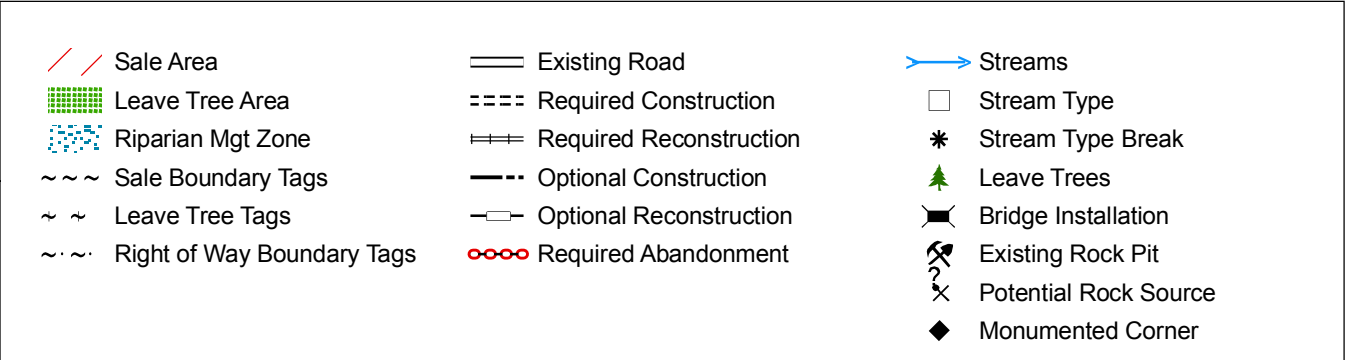 Sale Area
Leave Tree Area
Riparian Mgt Zone
Sale Boundary Tags
Leave Tree Tags
Right of Way Boundary Tags
Existing Road
Required Construction
Required Reconstruction
Optional Construction
Optional Reconstruction
Required Abandonment
Streams
Stream Type
Stream Type Break
Leave Trees
Bridge Installation
Existing Rock Pit
?
Potential Rock Source
Monumented Corner